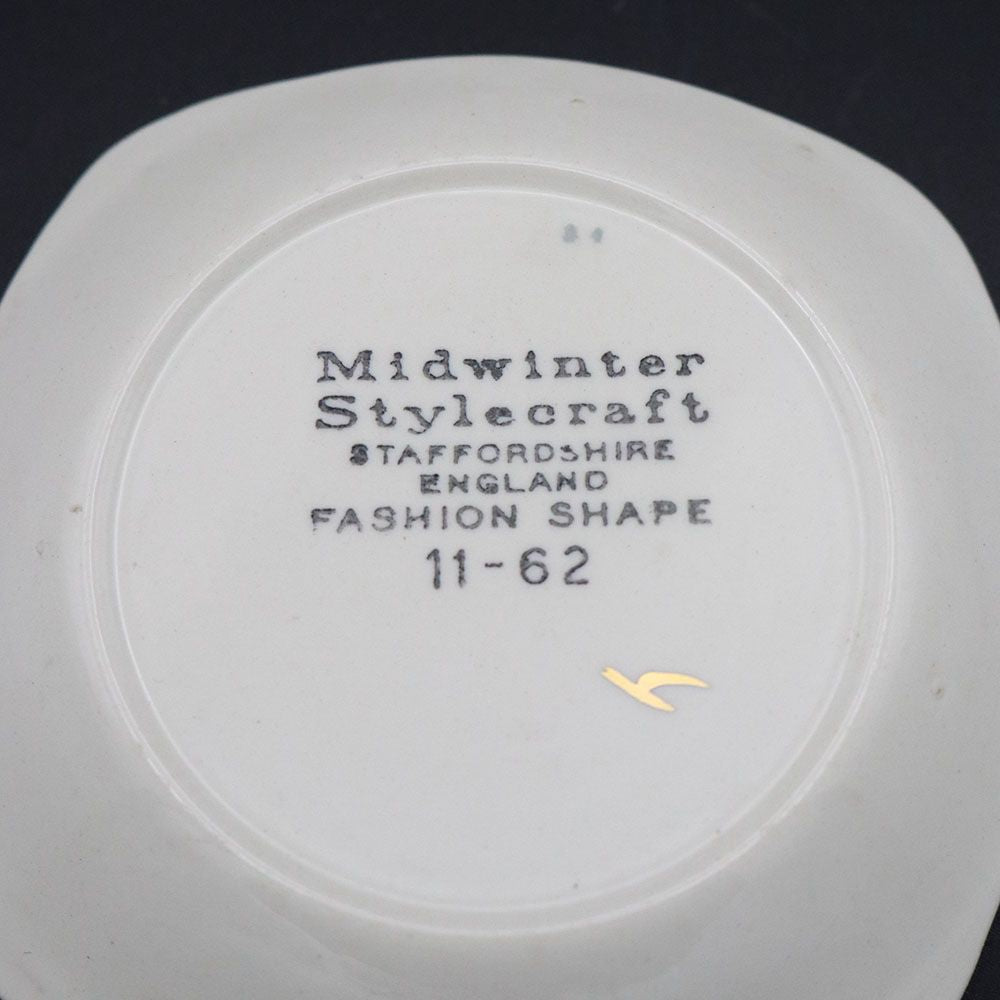 Midwinter
Stylecraft
STAFFORDSHIRE
ENGLAND
FASHION SHAPE
11-62